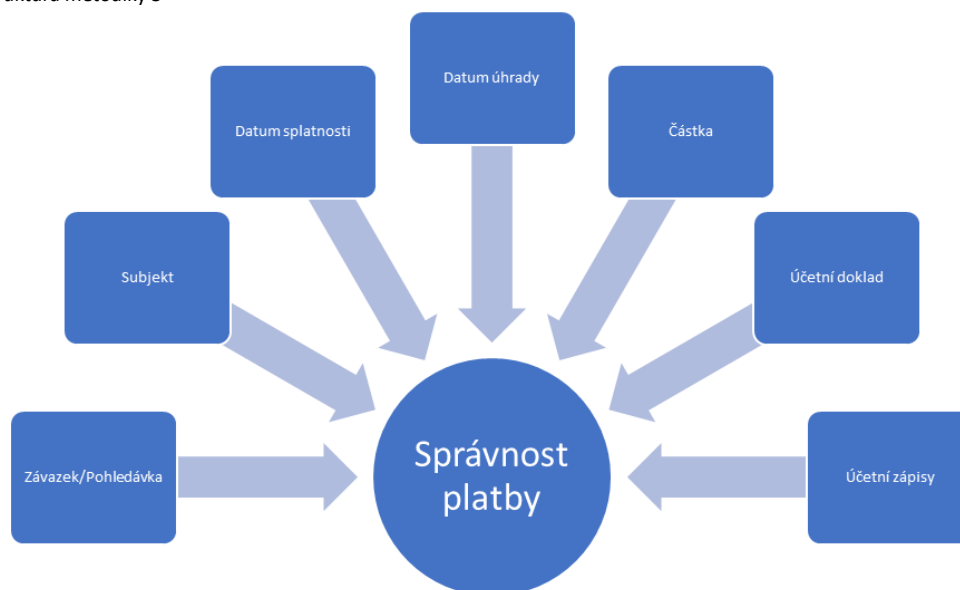 Datum úhrady
Datum splatnosti
Částka
Subjekt
Účetní doklad
Závazek/Pohledávka
Správnost
platby
Účetní zápisy